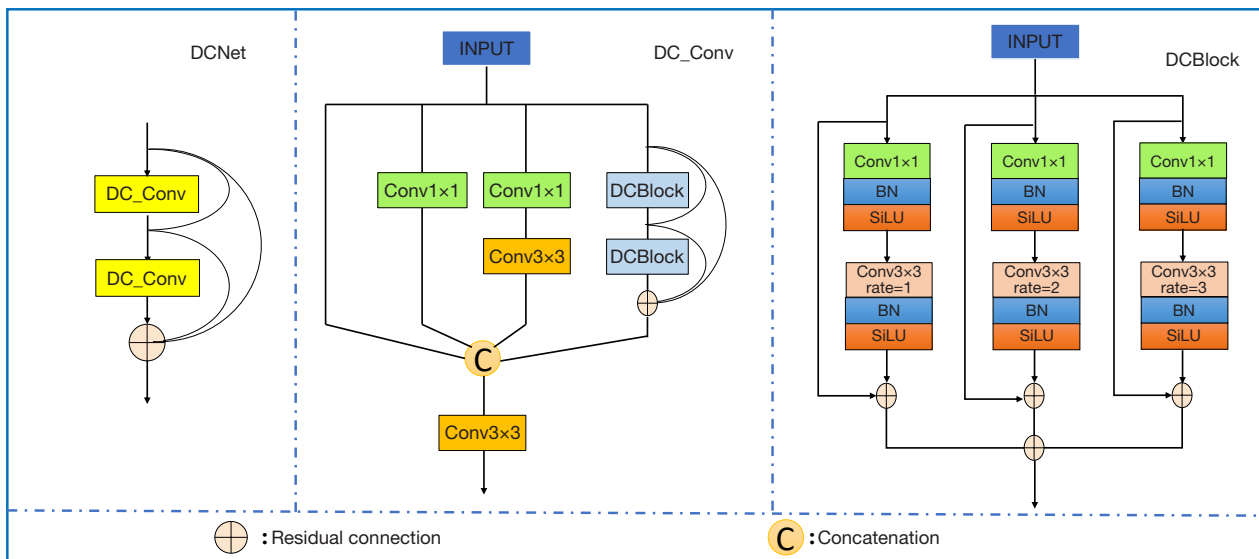 DCNet
DC_Conv
DC_Conv
INPUT
DC_Conv
Conv1×1
Conv1×1
DCBlock
Conv3×3
DCBlock
C
Conv3×3
INPUT
DCBlock
Conv1×1
BN
SiLU
Conv3×3
rate=1
BN
SiLU
Conv1×1
BN
SiLU
Conv3×3
rate=2
BN
SiLU
Conv1×1
BN
SiLU
Conv3×3
rate=3
BN
SiLU
: Residual connection
C :Concatenation